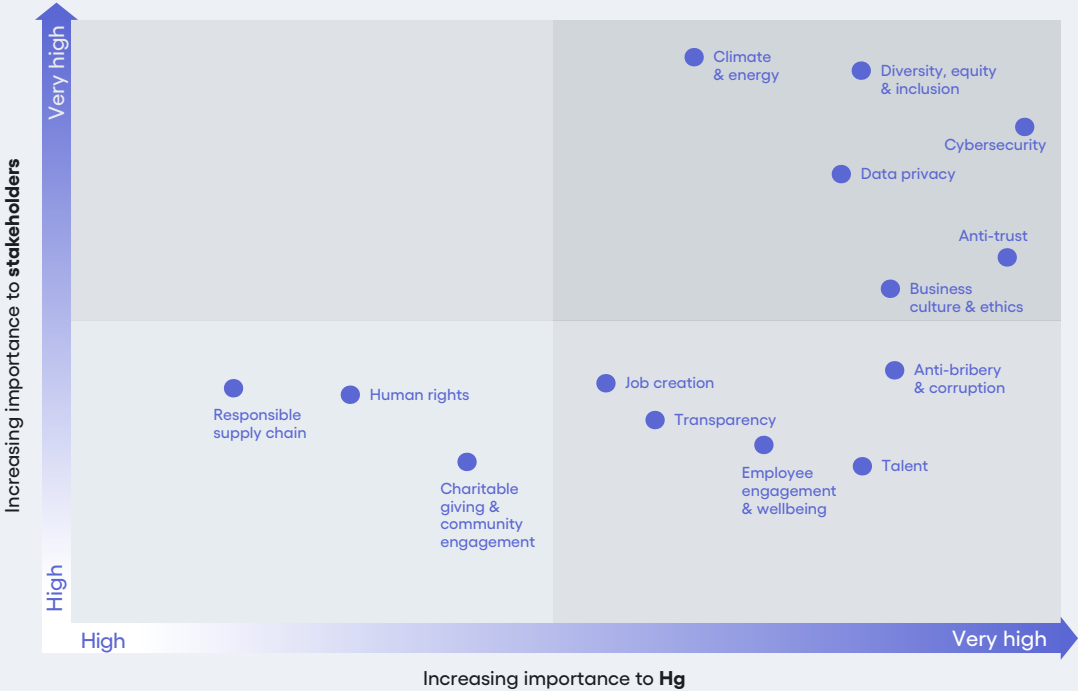 Very high
Increasing importance to stakeholders
High
Climate
& energy
Diversity, equity
& inclusion
Cybersecurity
Data privacy
Anti-trust
Business
culture & ethics
Anti-bribery
& corruption
Job creation
Responsible
supply chain
Human rights
Transparency
Employee
engagement
& wellbeing
Talent
Charitable
giving &
community
engagement
High
Very high
Increasing importance to Hg